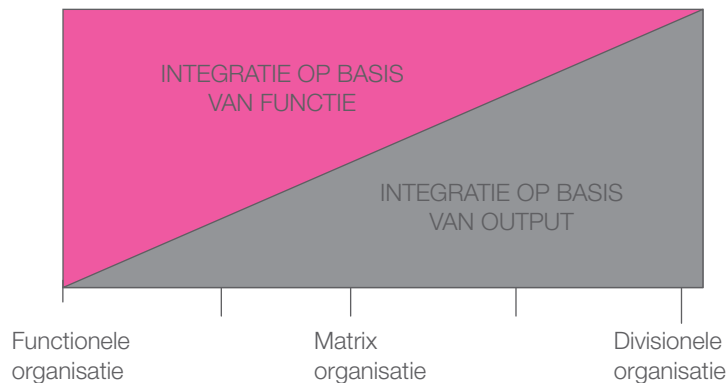 INTEGRATIE OP BASIS
VAN FUNCTIE
INTEGRATIE OP BASIS
VAN OUTPUT
Functionele
organisatie
Matrix
organisatie
Divisionele
organisatie